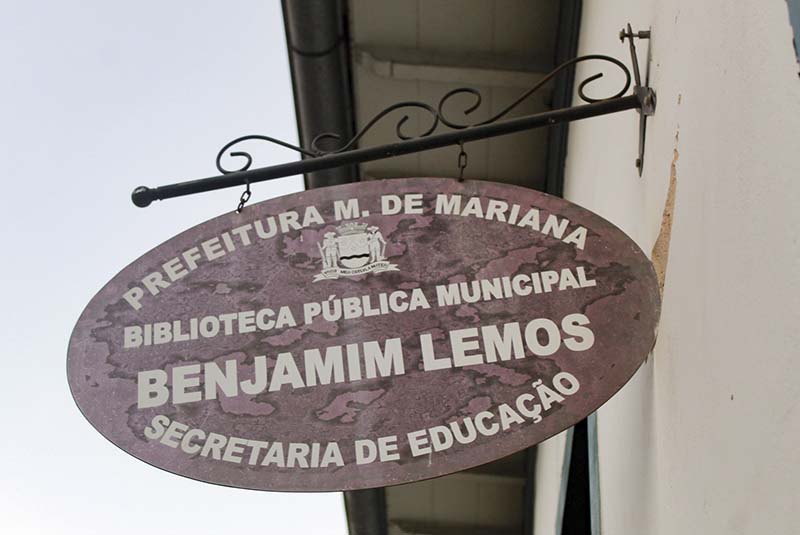 PREFEITURA M. DE MARIANA
BIBLIOTECA PÚBLICA MUNICIPAL
BENJAMIM LEMOS
SECRETARIA DE EDUCAÇÃO